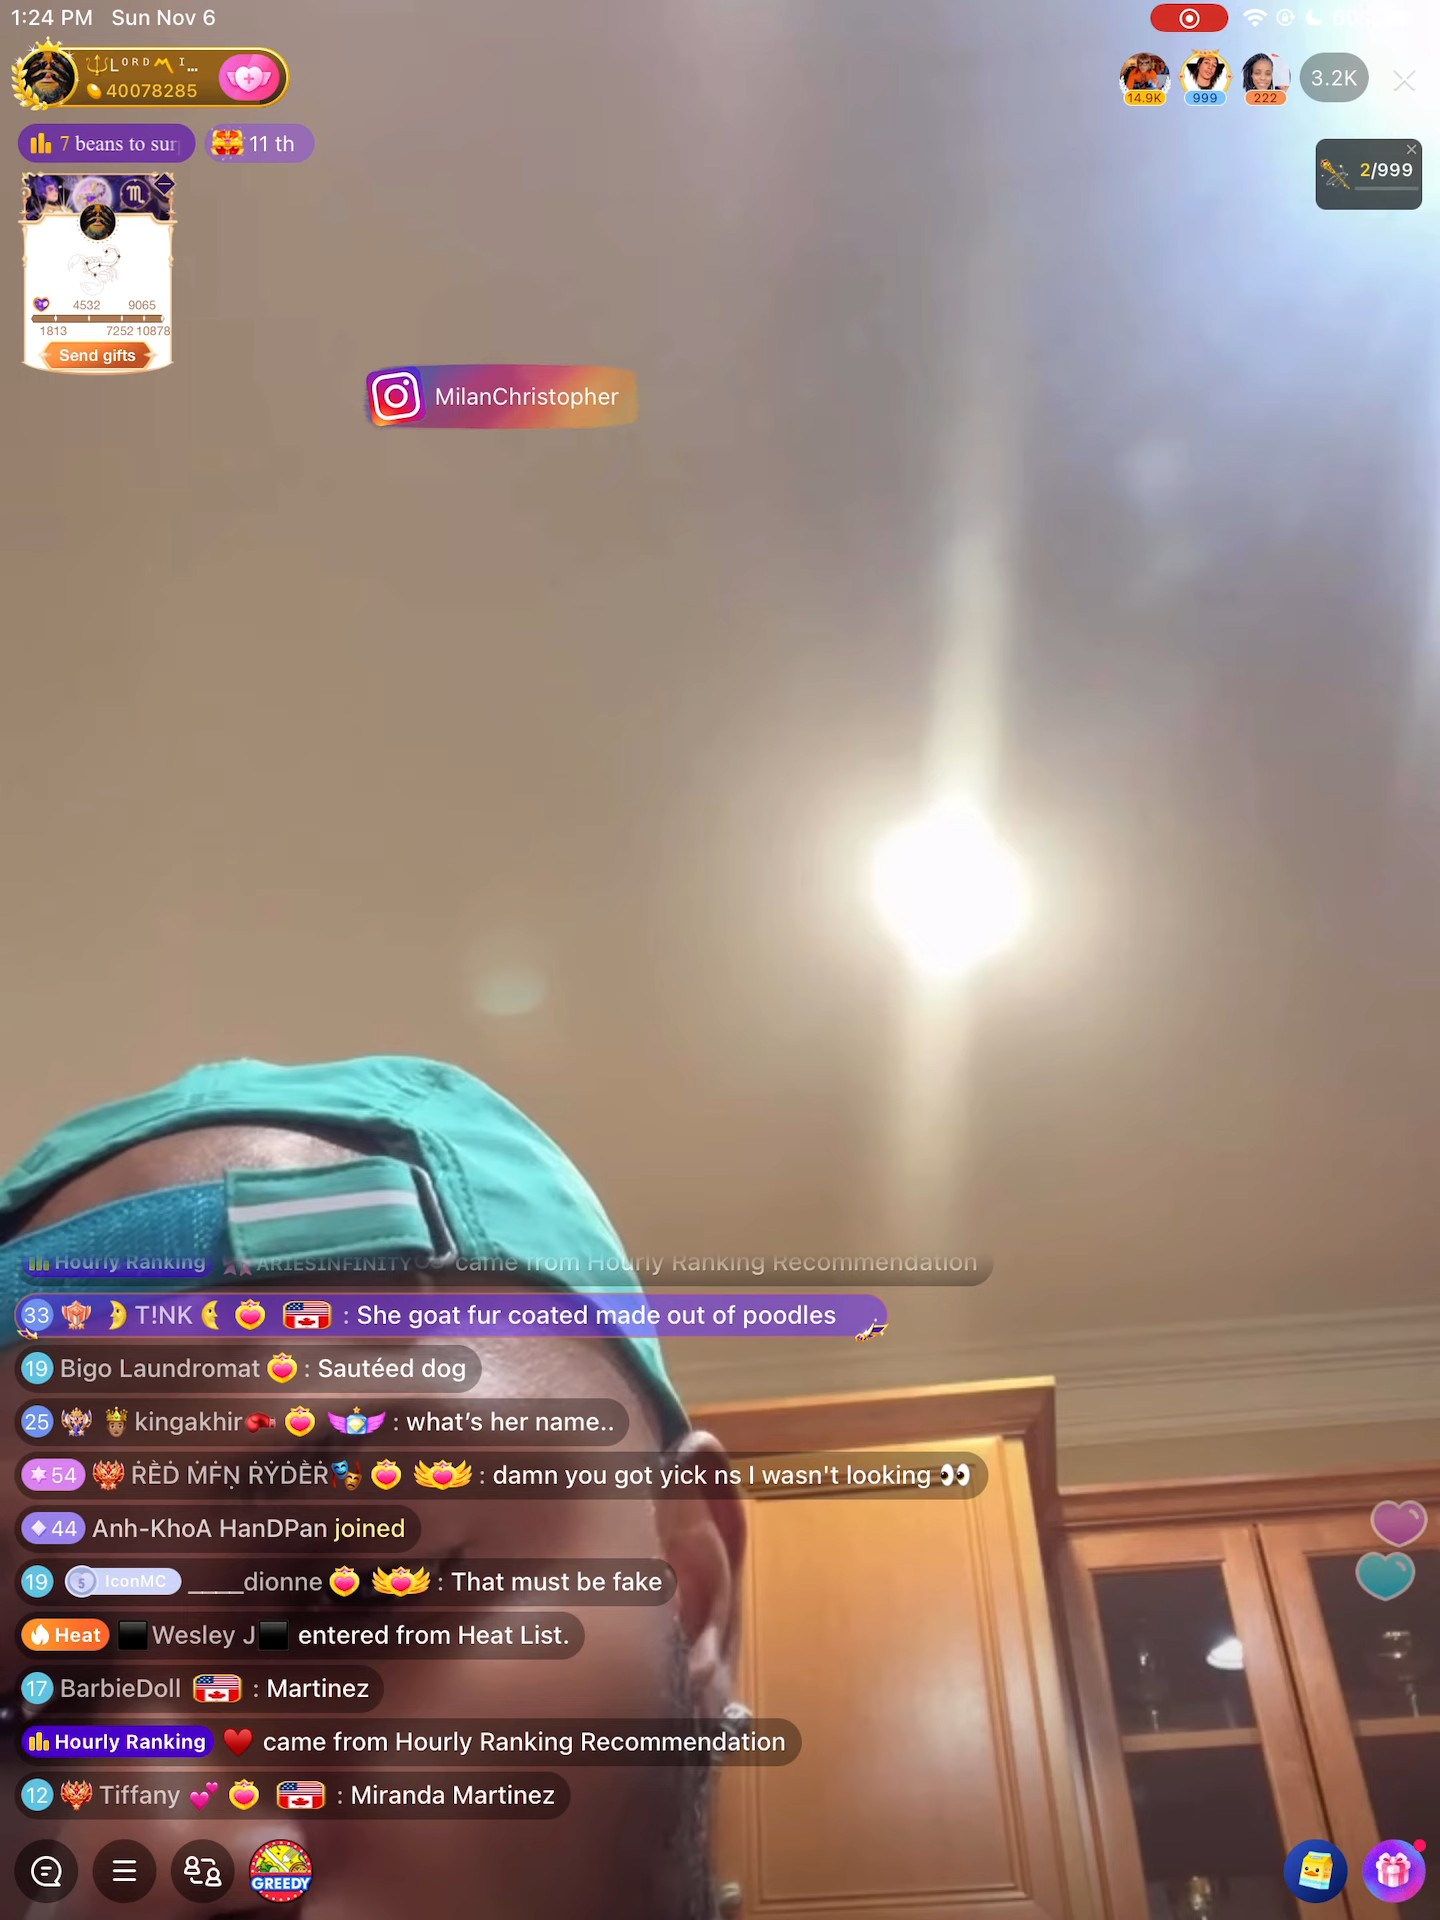 1:24 PM Sun Nov 6
Lᴼᴿᴰ I...
40078285
14.9K
999
222
3.2K
7 beans to sur
11 th
2/999
4532 9065
1813 7252 10878
Send gifts
MilanChristopher
Hourly Ranking ARIESINFINITY came from Hourly Ranking Recommendation
33 T!NK : She goat fur coated made out of poodles
19 Bigo Laundromat : Sautéed dog
25 kingakhir : what's her name..
54 ṘȄḊ ṀḞṆ ṘẎḊȄṘ : damn you got yick ns I wasn't looking 👀
44 Anh-KhoA HanDPan joined
19 5 IconMC ____dionne : That must be fake
Heat Wesley J entered from Heat List.
17 BarbieDoll : Martinez
Hourly Ranking ❤️ came from Hourly Ranking Recommendation
12 Tiffany 💕 : Miranda Martinez
GREEDY